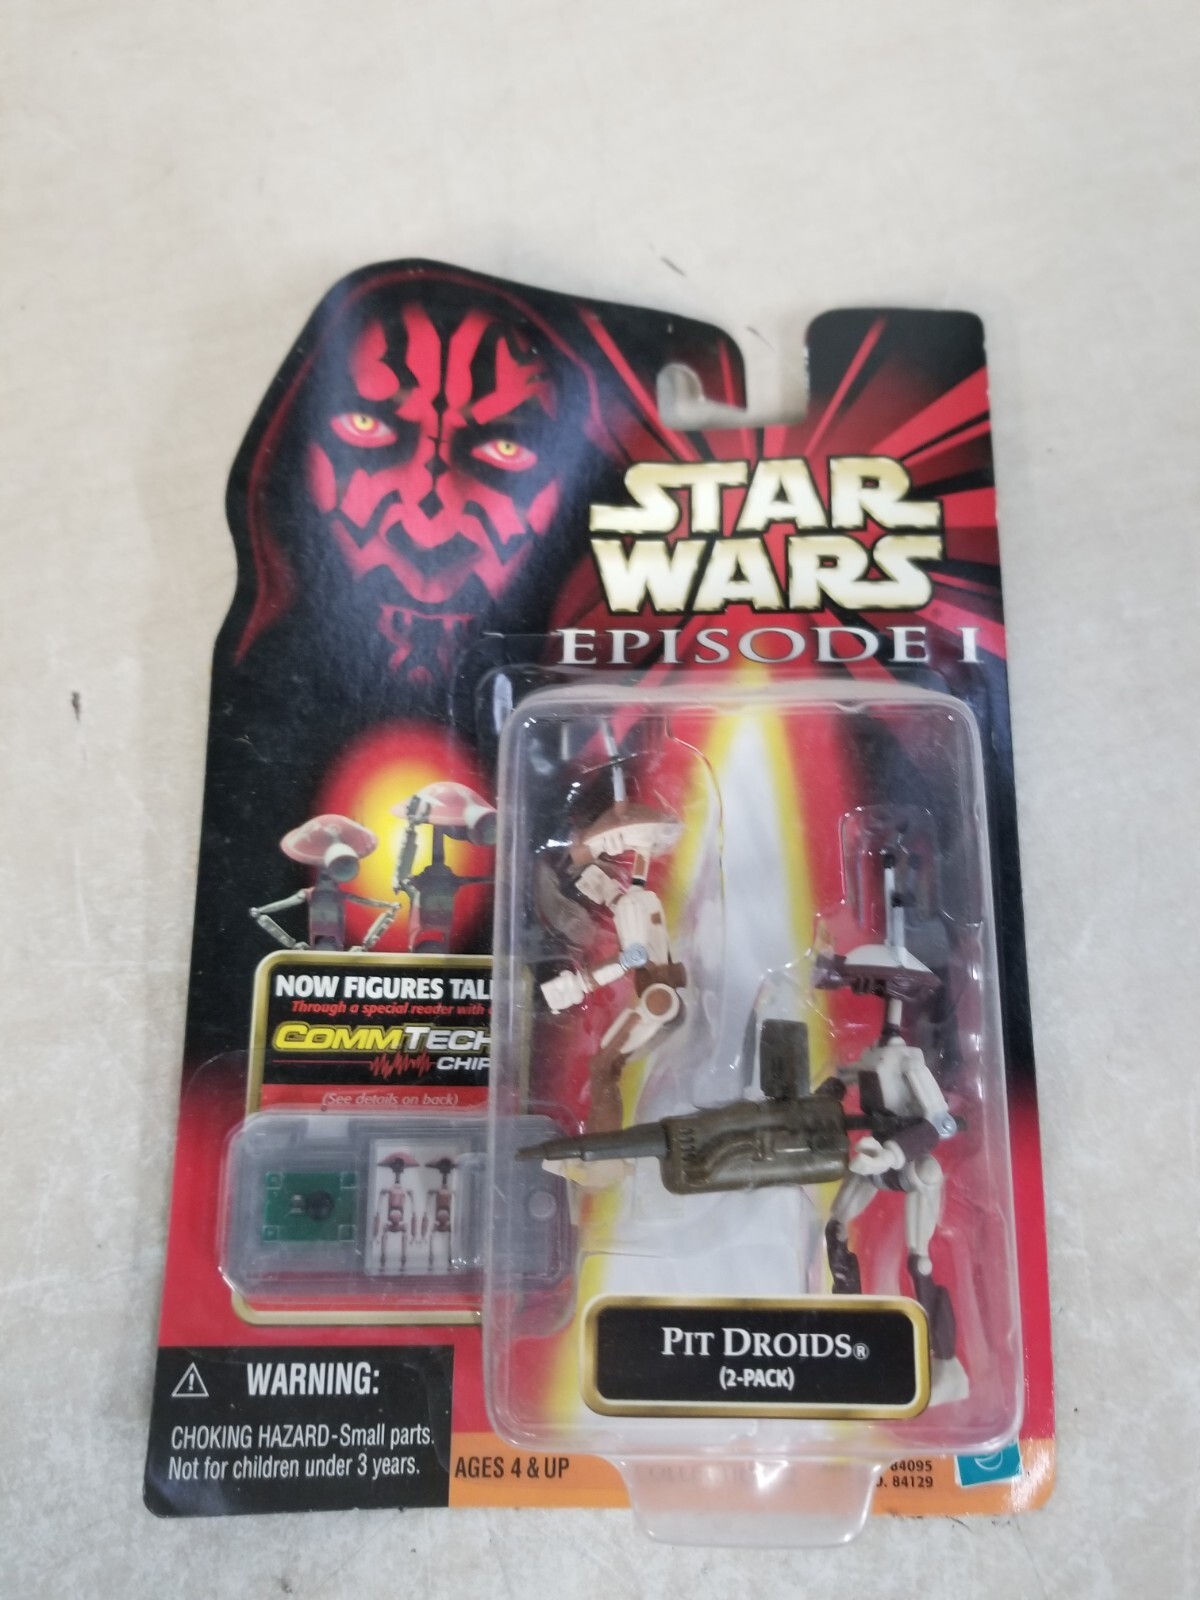 STAR
WARS
EPISODE I
NOW FIGURES
Through a special reader with
COMMTECH
CHIP
(See details on back)
PIT DROIDS®
(2-PACK)
WARNING:
CHOKING HAZARD-Small parts.
Not for children under 3 years.
AGES 4 & UP
84095
84129